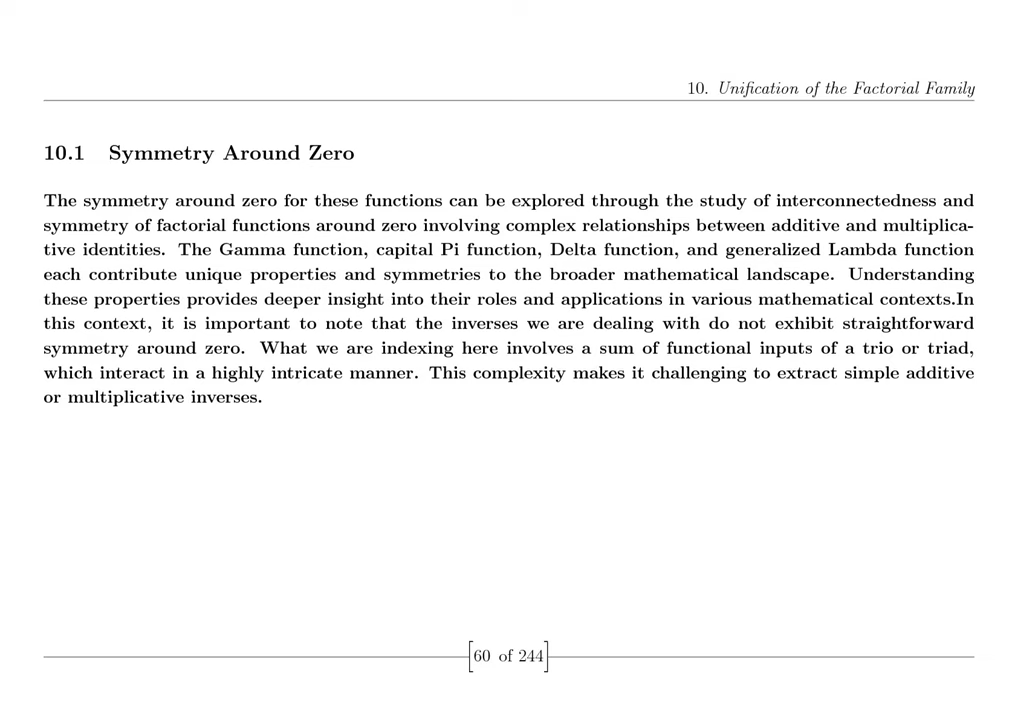 10. Unification of the Factorial Family
10.1 Symmetry Around Zero
The symmetry around zero for these functions can be explored through the study of interconnectedness and
symmetry of factorial functions around zero involving complex relationships between additive and multiplica-
tive identities. The Gamma function, capital Pi function, Delta function, and generalized Lambda function
each contribute unique properties and symmetries to the broader mathematical landscape. Understanding
these properties provides deeper insight into their roles and applications in various mathematical contexts.In
this context, it is important to note that the inverses we are dealing with do not exhibit straightforward
symmetry around zero. What we are indexing here involves a sum of functional inputs of a trio or triad,
which interact in a highly intricate manner. This complexity makes it challenging to extract simple additive
or multiplicative inverses.
[60 of 244]